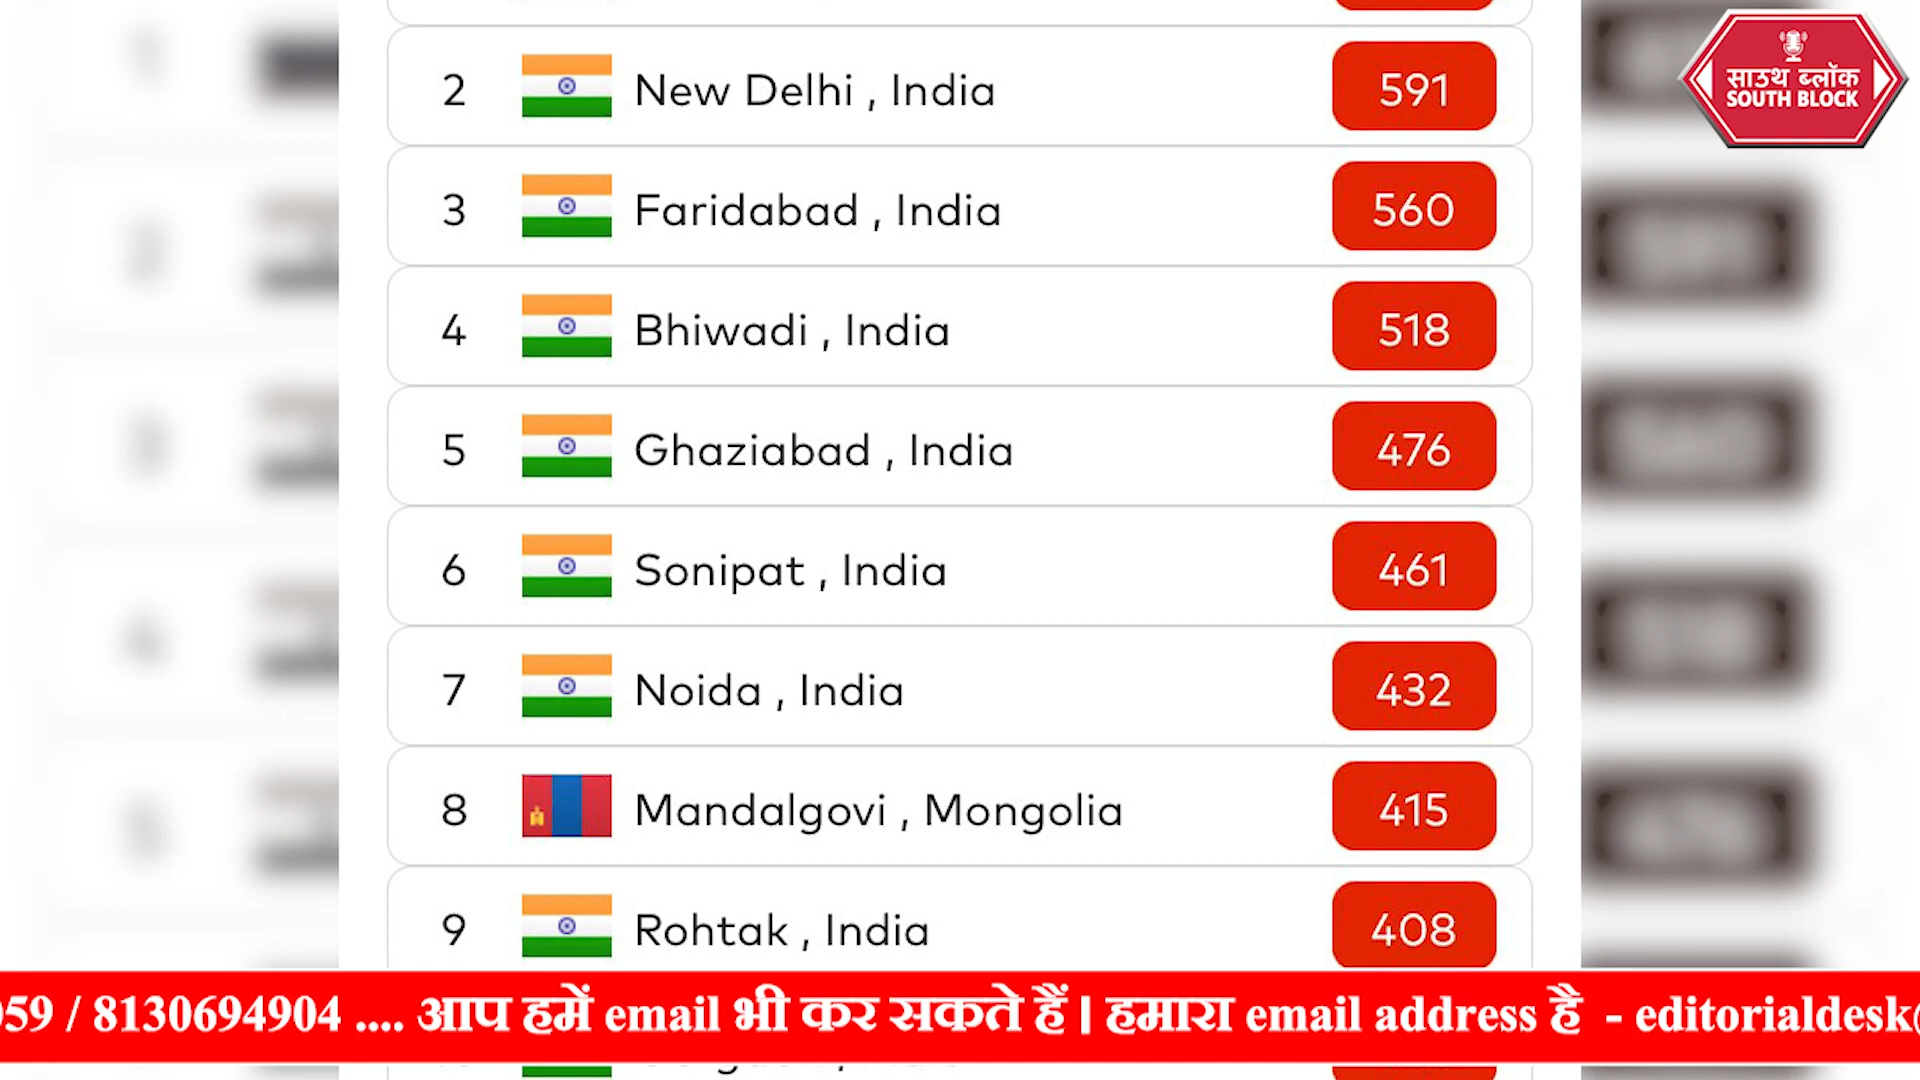 साउथ ब्लॉक
SOUTH BLOCK
2 New Delhi , India 591
3 Faridabad , India 560
4 Bhiwadi , India 518
5 Ghaziabad , India 476
6 Sonipat , India 461
7 Noida , India 432
8 Mandalgovi , Mongolia 415
9 Rohtak , India 408
059 / 8130694904 .... आप हमें email भी कर सकते हैं | हमारा email address है - editorialdesk@